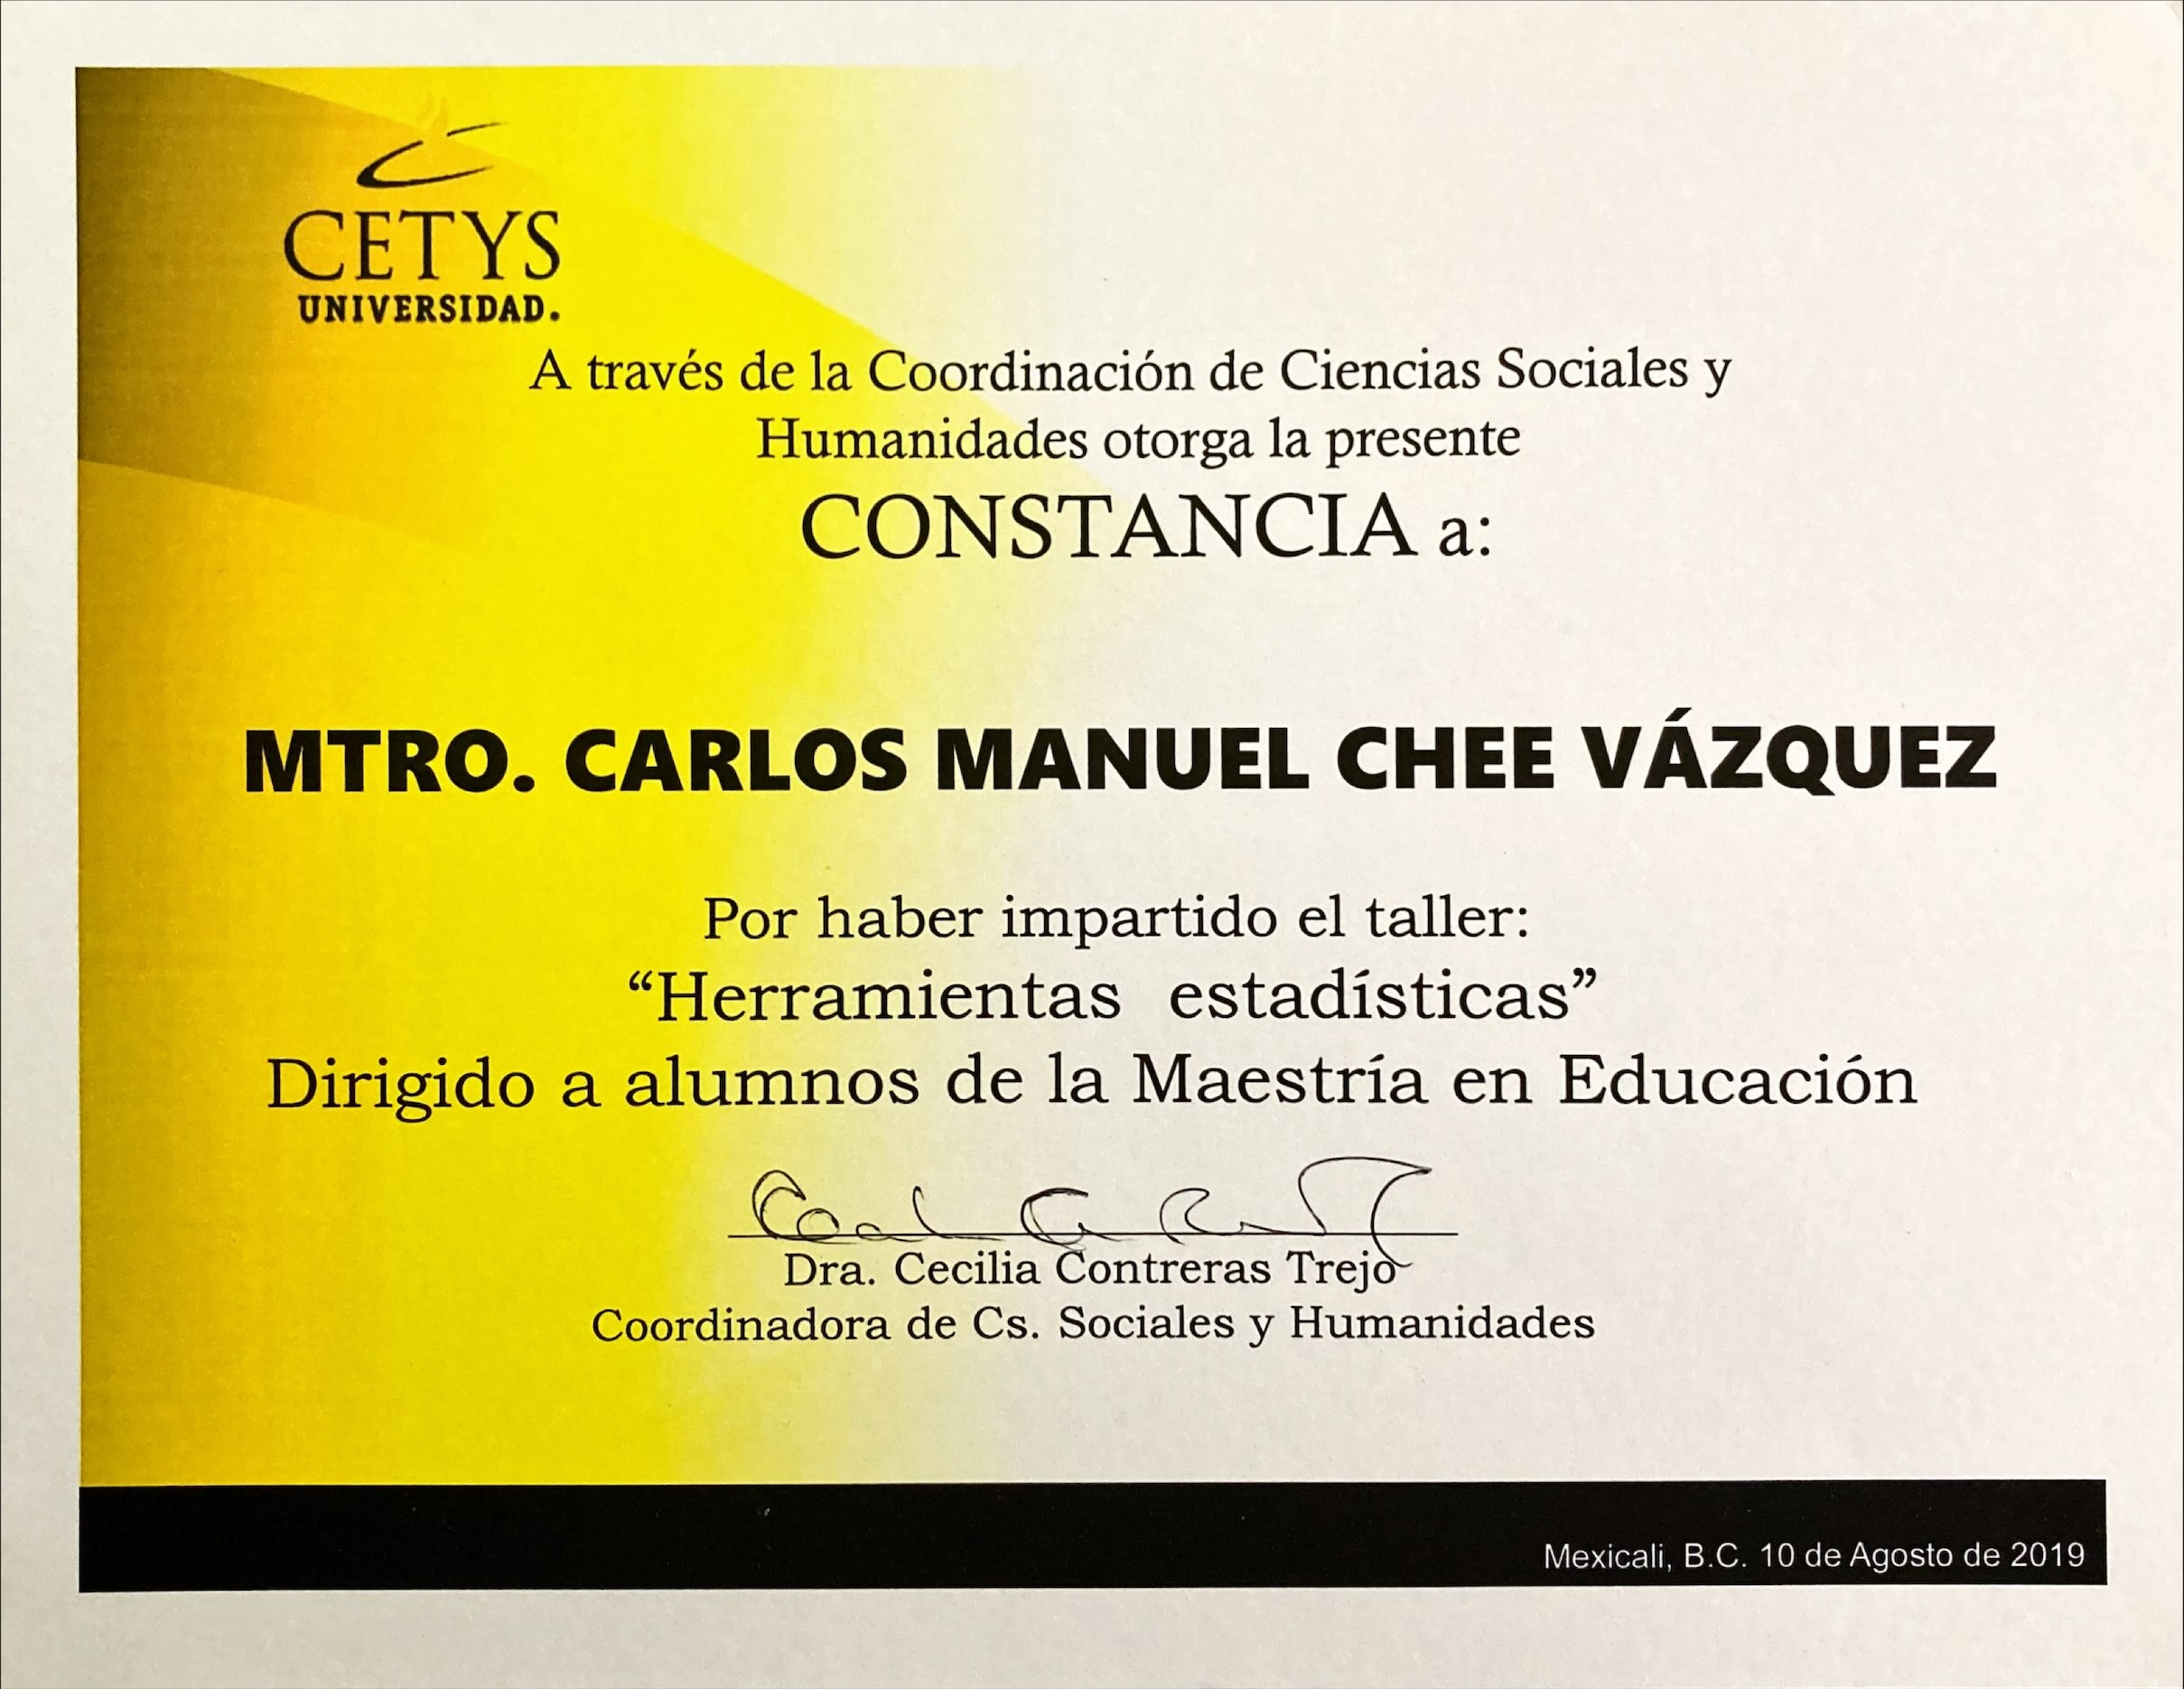 CETYS
UNIVERSIDAD.
A través de la Coordinación de Ciencias Sociales y
Humanidades otorga la presente
CONSTANCIA a:
MTRO. CARLOS MANUEL CHEE VÁZQUEZ
Por haber impartido el taller:
“Herramientas estadísticas”
Dirigido a alumnos de la Maestría en Educación
Dra. Cecilia Contreras Trejo
Coordinadora de Cs. Sociales y Humanidades
Mexicali, B.C. 10 de Agosto de 2019